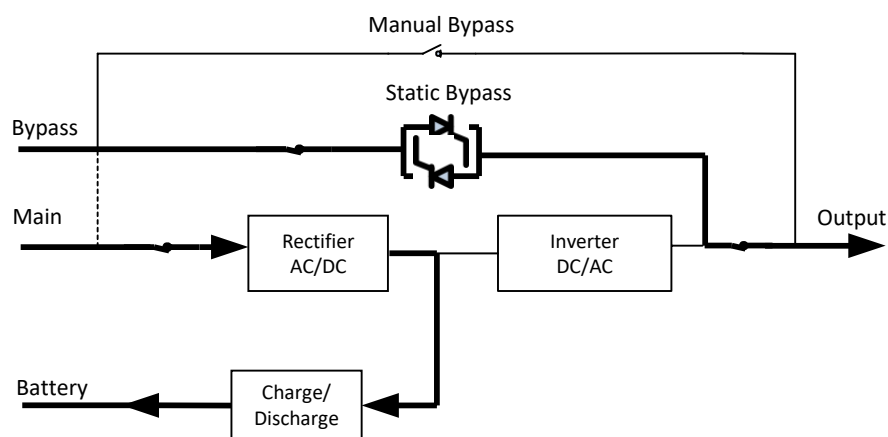 Manual Bypass
Static Bypass
Bypass
Main
Output
Rectifier
AC/DC
Inverter
DC/AC
Battery
Charge/
Discharge